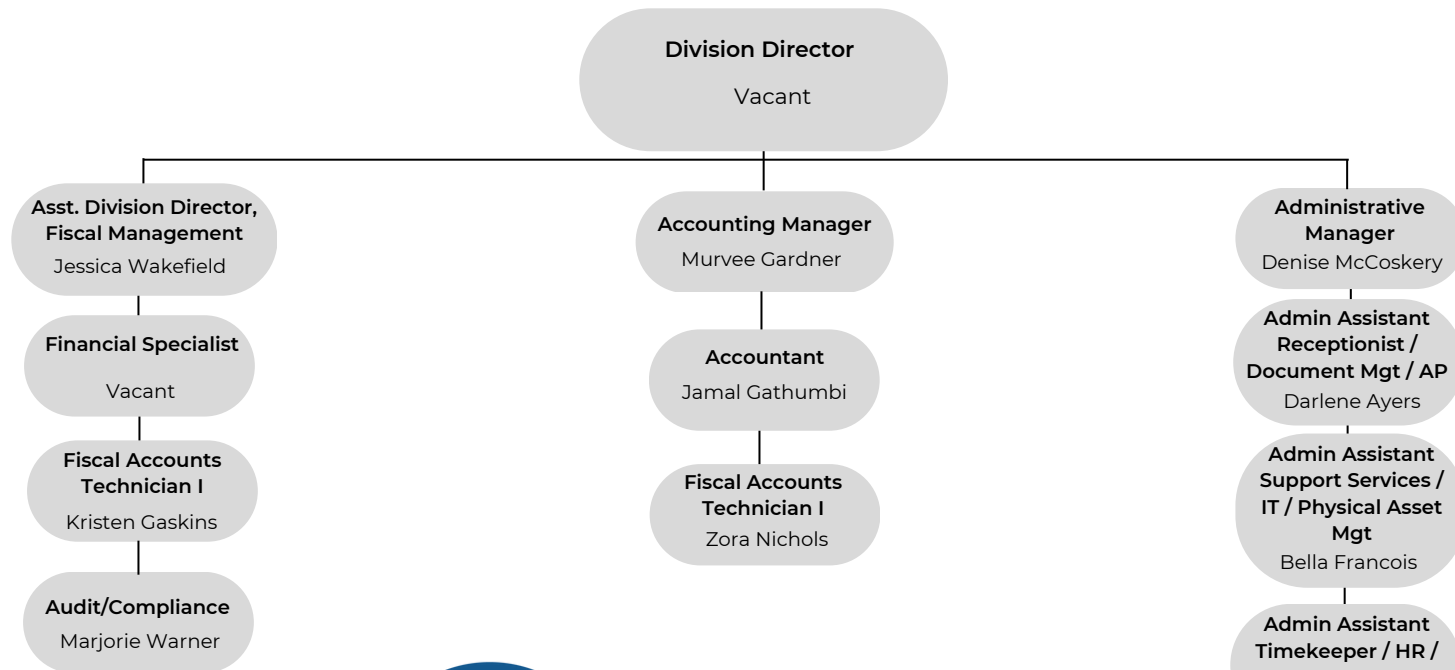 Division Director
Vacant
Asst. Division Director,
Fiscal Management
Jessica Wakefield
Financial Specialist
Vacant
Fiscal Accounts
Technician I
Kristen Gaskins
Audit/Compliance
Marjorie Warner
Accounting Manager
Murvee Gardner
Accountant
Jamal Gathumbi
Fiscal Accounts
Technician I
Zora Nichols
Administrative
Manager
Denise McCoskery
Admin Assistant
Receptionist /
Document Mgt / AP
Darlene Ayers
Admin Assistant
Support Services /
IT / Physical Asset
Mgt
Bella Francois
Admin Assistant
Timekeeper / HR /